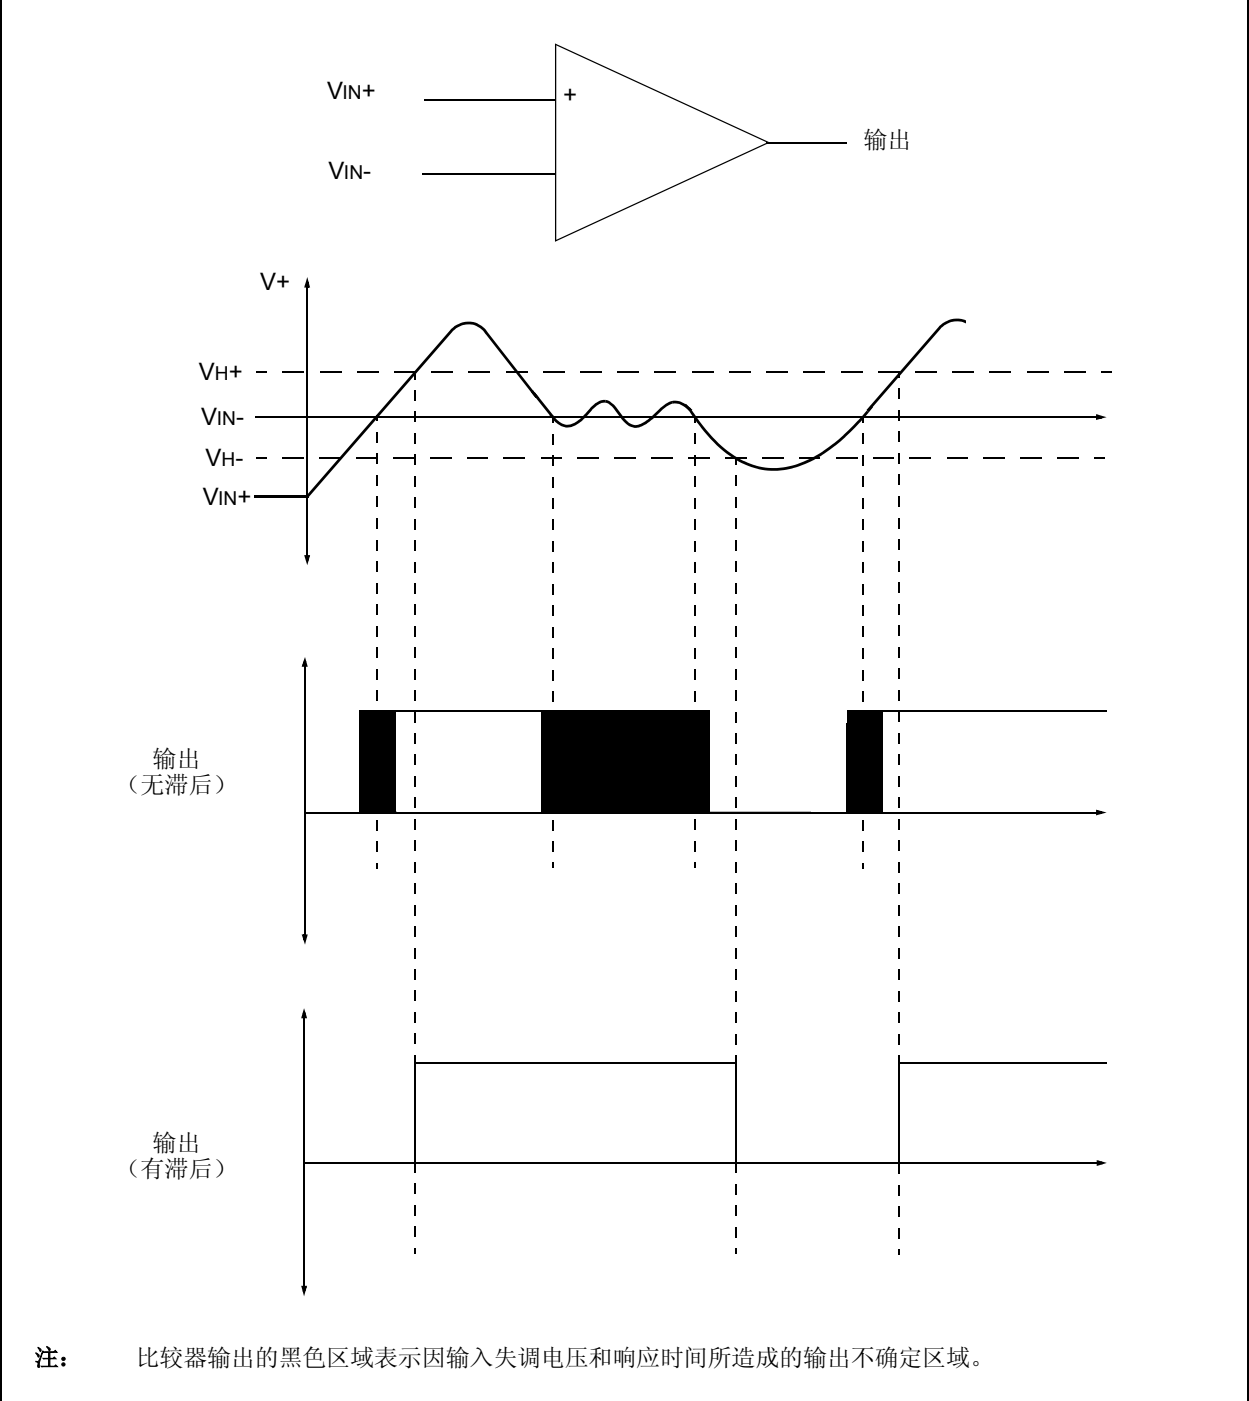 VIN+
+
输出
VIN-
V+
VH+
VIN-
VH-
VIN+
输出
（无滞后）
输出
（有滞后）
注： 比较器输出的黑色区域表示因输入失调电压和响应时间所造成的输出不确定区域。